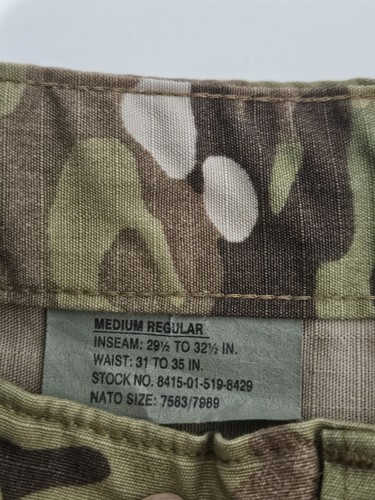 MEDIUM REGULAR
INSEAM: 29½ TO 32½ IN.
WAIST: 31 TO 35 IN.
STOCK NO. 8415-01-519-8429
NATO SIZE: 7583/7989